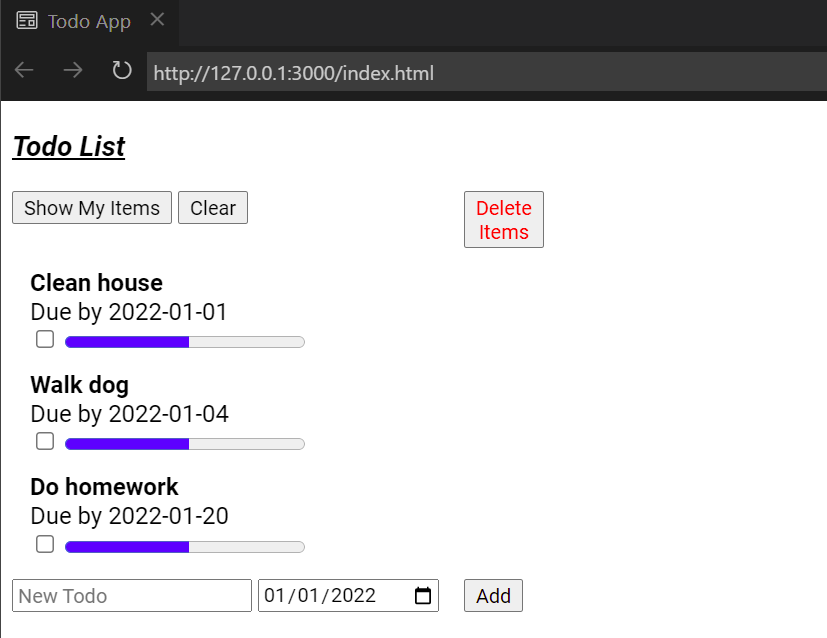 Todo App
http://127.0.0.1:3000/index.html
Todo List
Show My Items Clear Delete
Items
Clean house
Due by 2022-01-01
Walk dog
Due by 2022-01-04
Do homework
Due by 2022-01-20
New Todo 01/01/2022 Add